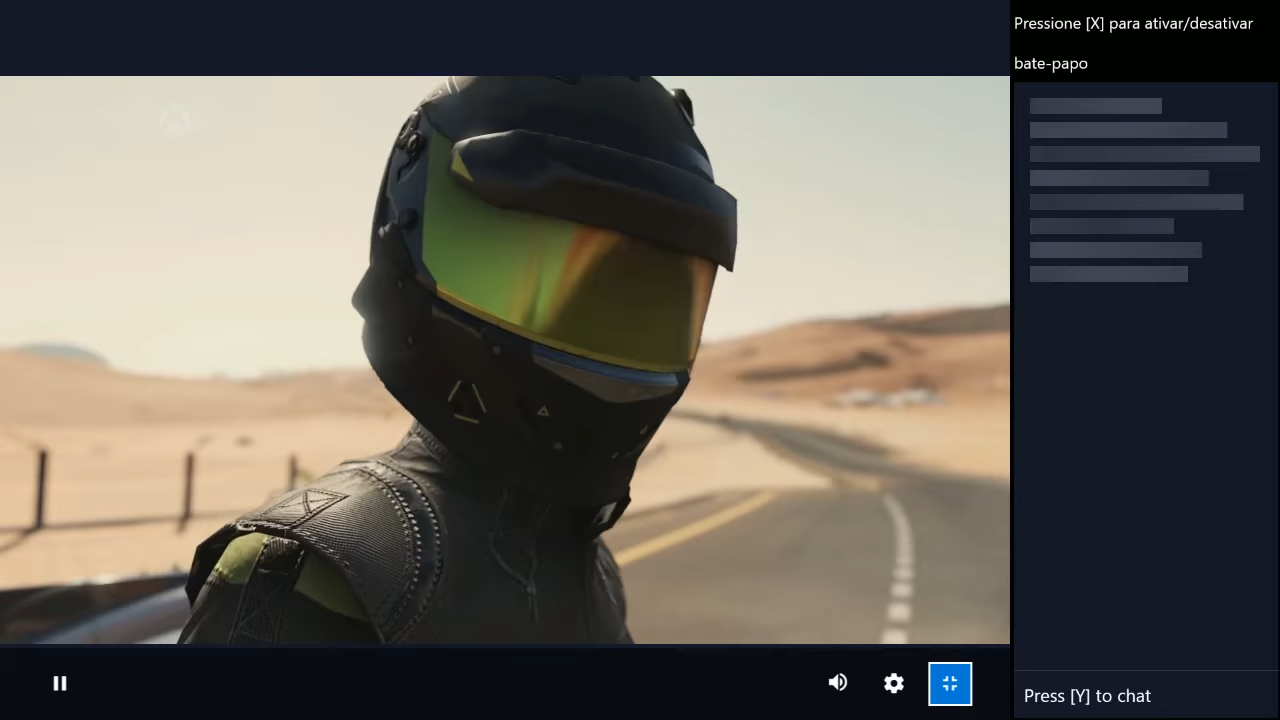 Pressione [X] para ativar/desativar
bate-papo
Press [Y] to chat